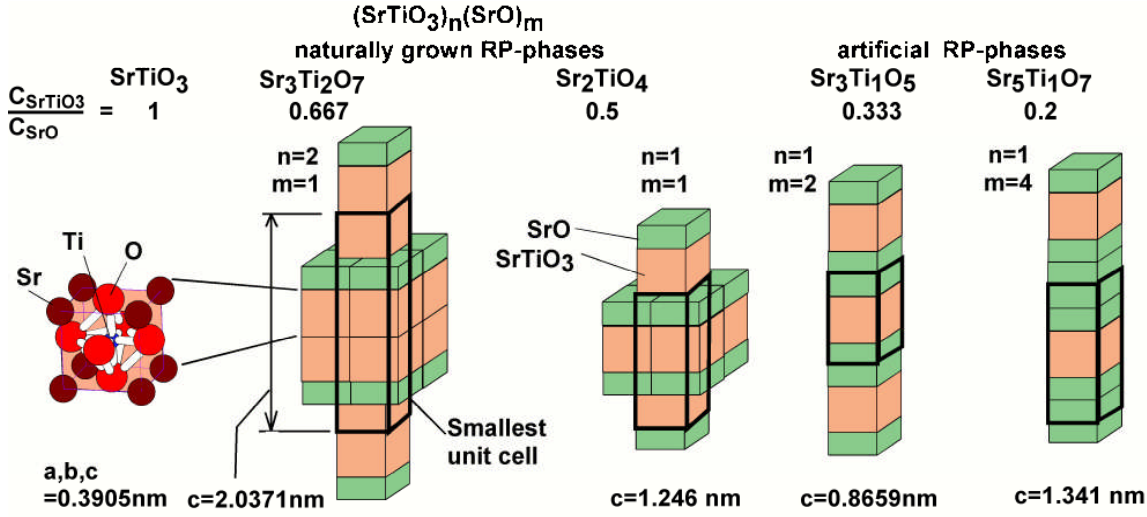 (SrTiO3)n(SrO)m
naturally grown RP-phases
artificial RP-phases
SrTiO3
Sr3Ti2O7
Sr2TiO4
Sr3Ti1O5
Sr5Ti1O7
CSrTiO3
CSrO
=
1
0.667
0.5
0.333
0.2
n=2
m=1
n=1
m=1
n=1
m=2
n=1
m=4
SrO
SrTiO3
Ti
O
Sr
Smallest
unit cell
a,b,c
=0.3905nm
c=2.0371nm
c=1.246 nm
c=0.8659nm
c=1.341 nm